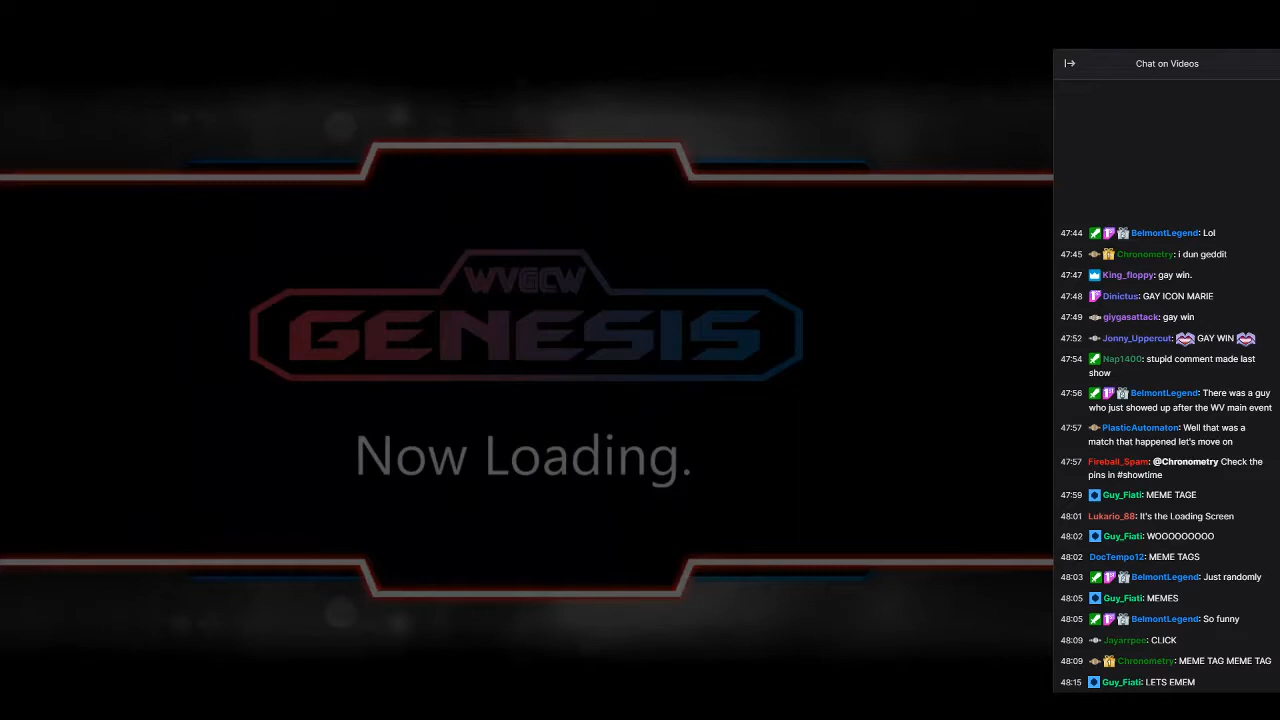 WVGCW
GENESIS
Now Loading.
Chat on Videos
47:44 BelmontLegend: Lol
47:45 Chronometry: i dun geddit
47:47 King_floppy: gay win.
47:48 Dinictus: GAY ICON MARIE
47:49 giygasattack: gay win
47:52 Jonny_Uppercut: GAY WIN
47:54 Nap1400: stupid comment made last
show
47:56 BelmontLegend: There was a guy
who just showed up after the WV main event
47:57 PlasticAutomaton: Well that was a
match that happened let's move on
47:57 Fireball_Spam: @Chronometry Check the
pins in #showtime
47:59 Guy_Fiati: MEME TAGE
48:01 Lukario_88: It's the Loading Screen
48:02 Guy_Fiati: WOOOOOOOOO
48:02 DocTempo12: MEME TAGS
48:03 BelmontLegend: Just randomly
48:05 Guy_Fiati: MEMES
48:05 BelmontLegend: So funny
48:09 Jayarrpee: CLICK
48:09 Chronometry: MEME TAG MEME TAG
48:15 Guy_Fiati: LETS EMEM